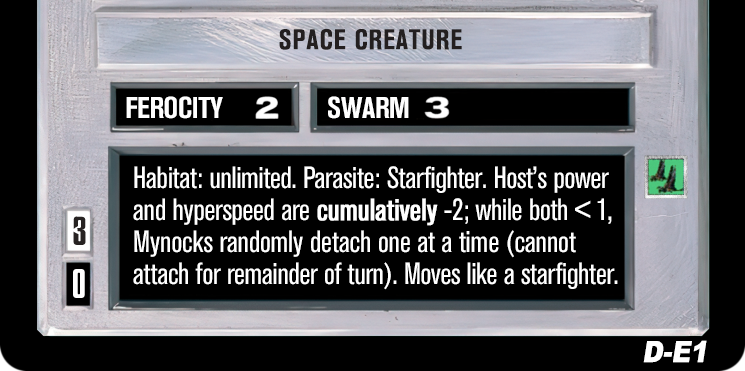 SPACE CREATURE
FEROCITY 2 SWARM 3
Habitat: unlimited. Parasite: Starfighter. Host's power
and hyperspeed are cumulatively -2; while both < 1,
Mynocks randomly detach one at a time (cannot
attach for remainder of turn). Moves like a starfighter.
3
0
D-E1